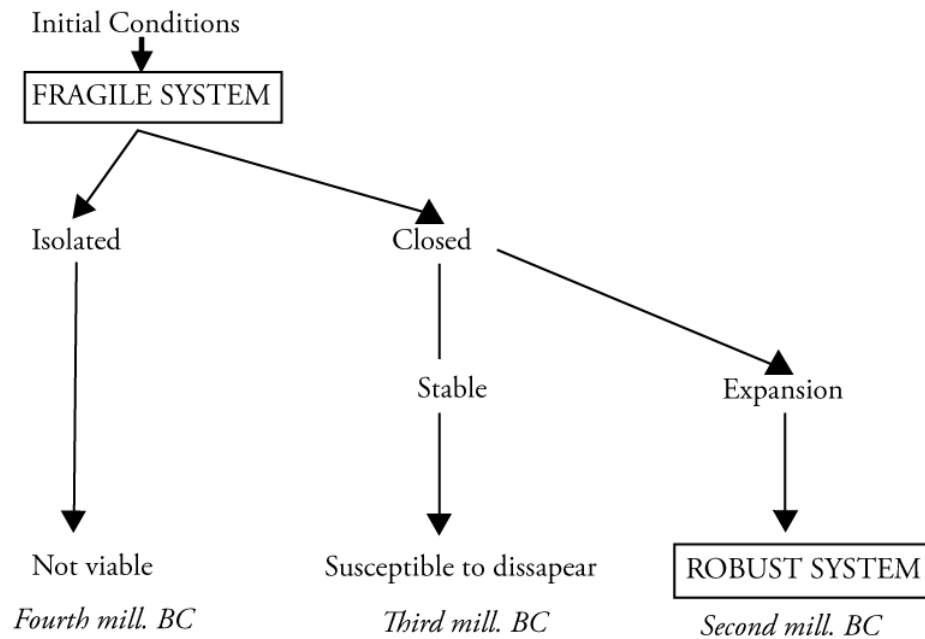 Initial Conditions
FRAGILE SYSTEM
Isolated
Closed
Stable
Expansion
Not viable
Susceptible to dissapear
ROBUST SYSTEM
Fourth mill. BC
Third mill. BC
Second mill. BC